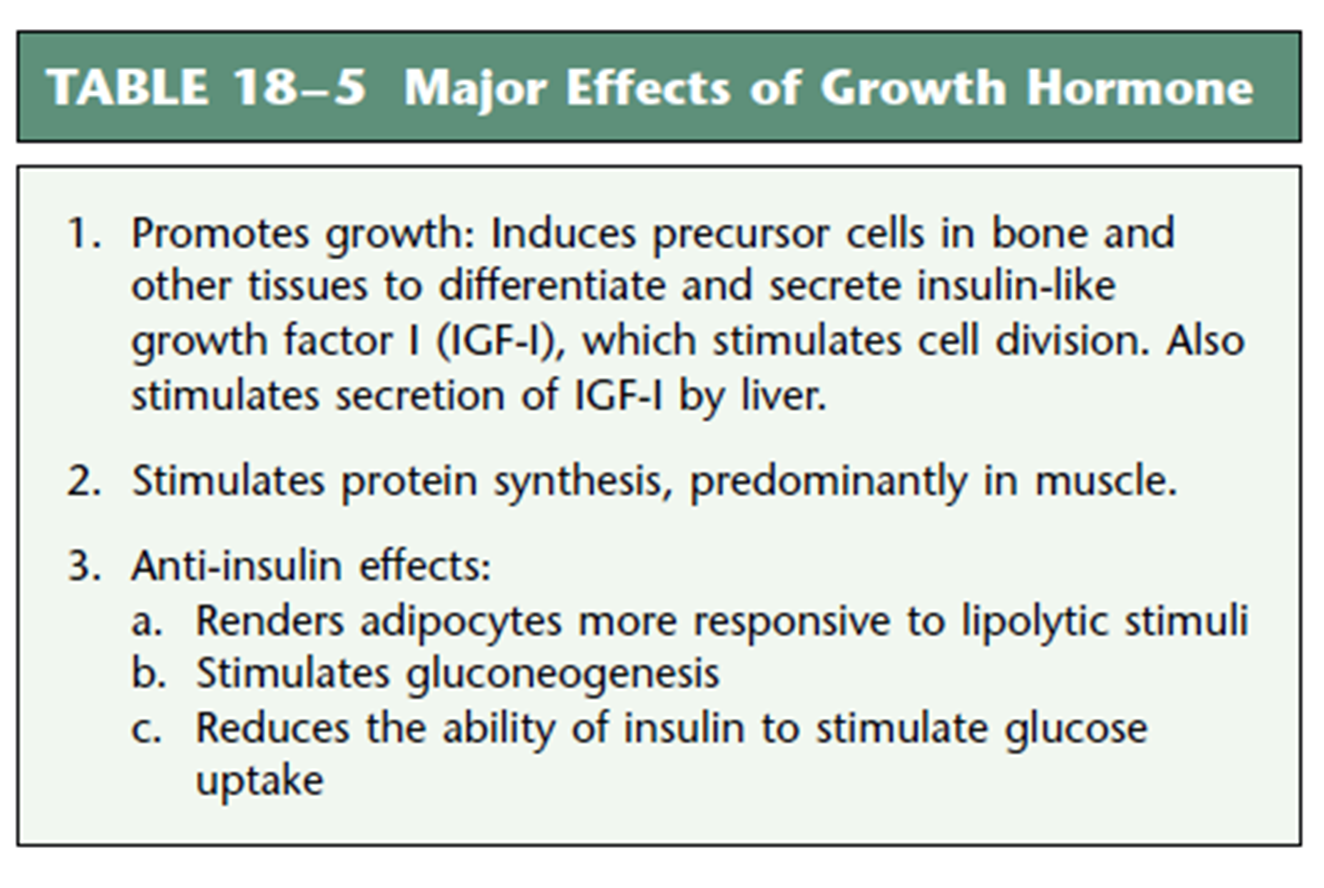 TABLE 18–5 Major Effects of Growth Hormone
1. Promotes growth: Induces precursor cells in bone and
other tissues to differentiate and secrete insulin-like
growth factor I (IGF-I), which stimulates cell division. Also
stimulates secretion of IGF-I by liver.
2. Stimulates protein synthesis, predominantly in muscle.
3. Anti-insulin effects:
a. Renders adipocytes more responsive to lipolytic stimuli
b. Stimulates gluconeogenesis
c. Reduces the ability of insulin to stimulate glucose
uptake